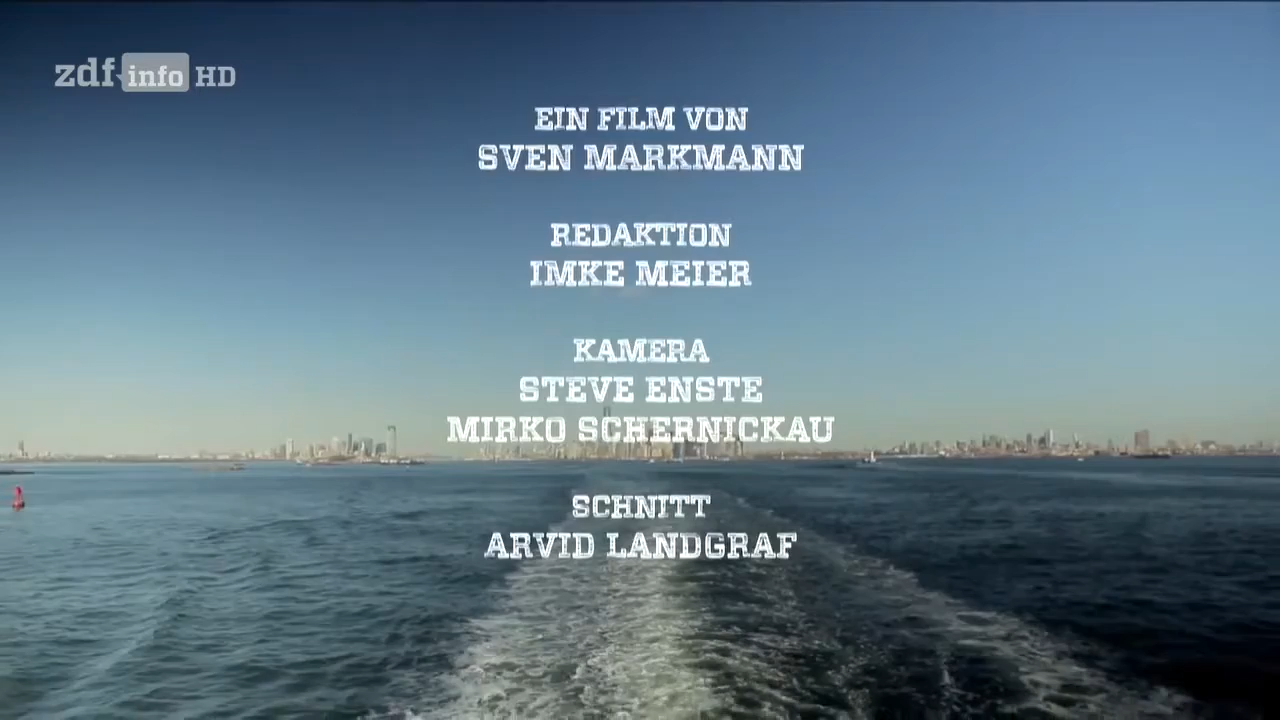 zdf info HD
EIN FILM VON
SVEN MARKMANN
REDAKTION
IMKE MEIER
KAMERA
STEVE ENSTE
MIRKO SCHERNICKAU
SCHNITT
ARVID LANDGRAF